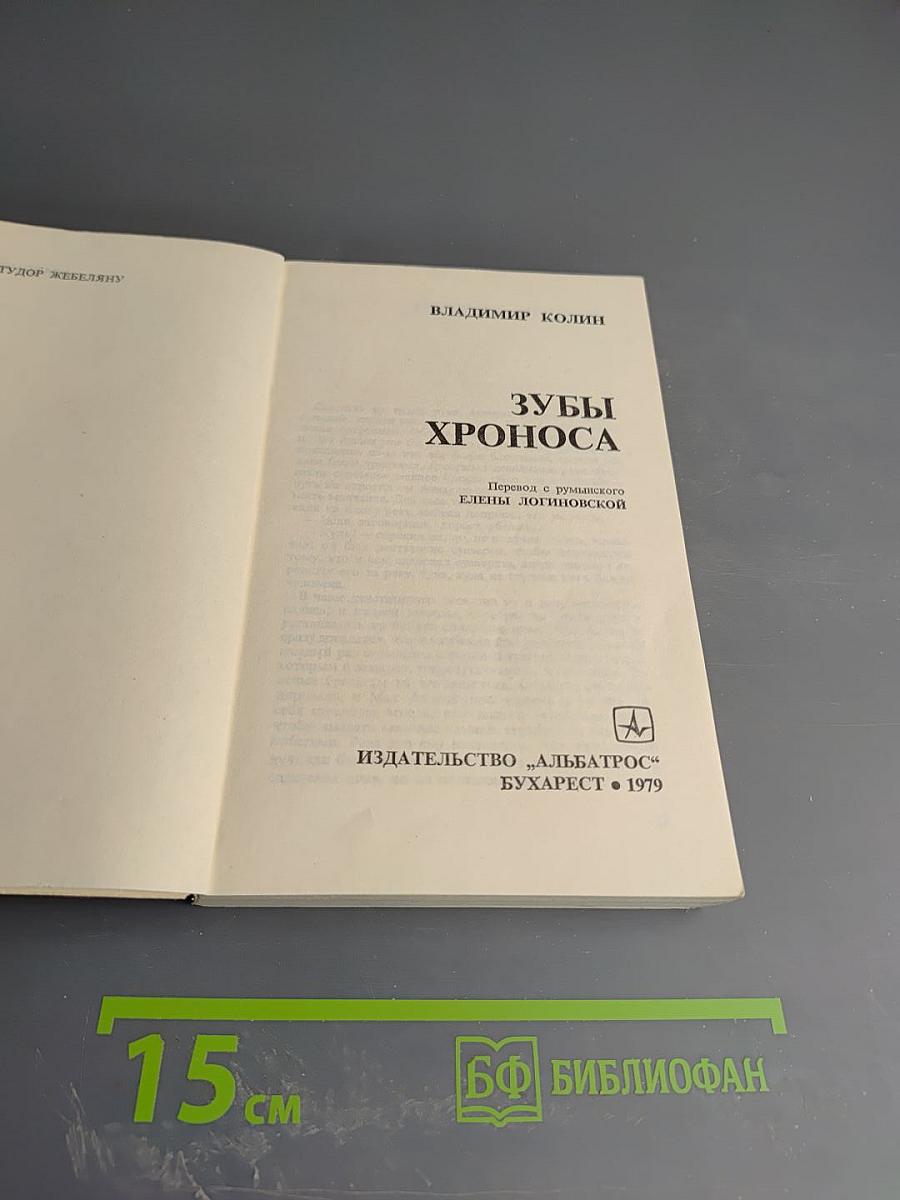 ТУДОР ЖЕБЕЛЯНУ
ВЛАДИМИР КОЛИН
ЗУБЫ
ХРОНОСА
Перевод с румынского
ЕЛЕНЫ ЛОГИНОВСКОЙ
ИЗДАТЕЛЬСТВО „АЛЬБАТРОС“
БУХАРЕСТ • 1979
15 см
БФ БИБЛИОФАН